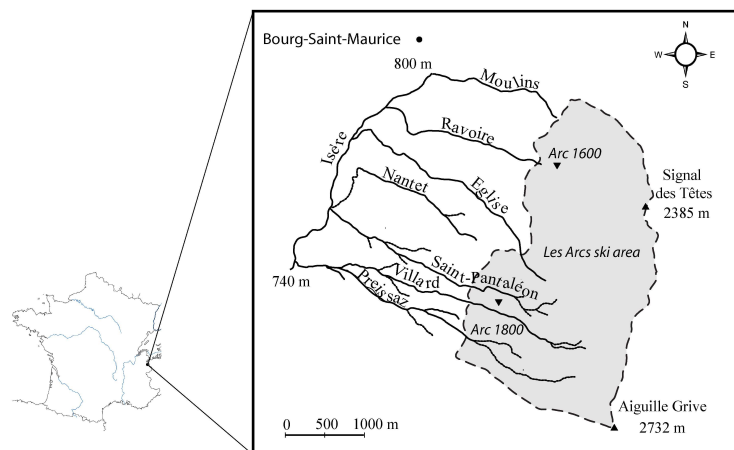 Bourg-Saint-Maurice
N
W E
S
800 m
Moulins
Ravoire
Arc 1600
Isère
Nantet
Eglise
Signal
des Têtes
2385 m
Les Arcs ski area
Saint-Pantaléon
Villard
740 m
Preissaz
Arc 1800
Aiguille Grive
2732 m
0 500 1000 m